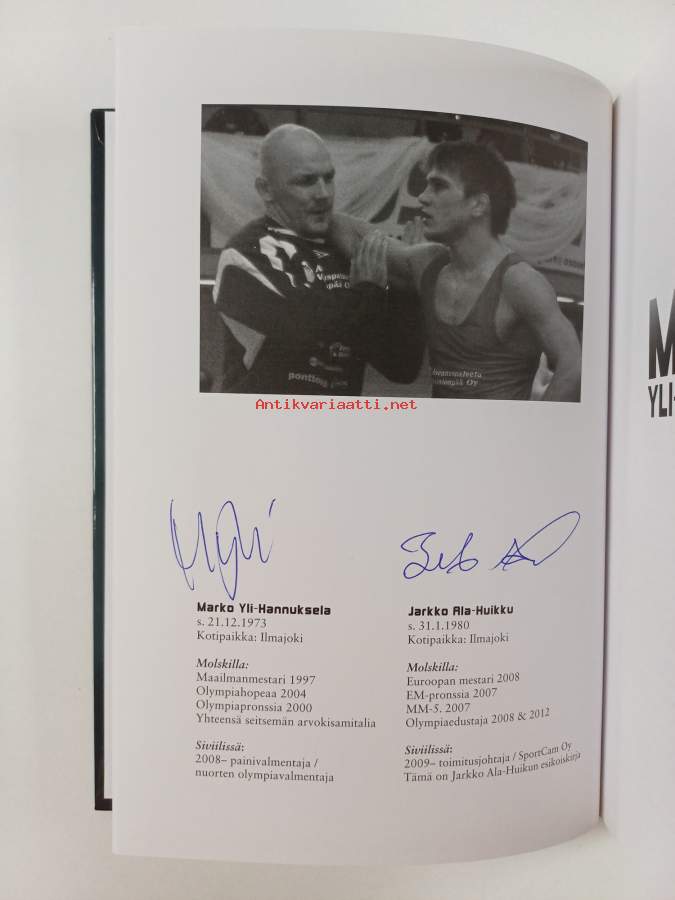 pontinen
Antikvariaatti.net
M
YLI-
Marko Yli-Hannuksela
s. 21.12.1973
Kotipaikka: Ilmajoki
Molskilla:
Maailmanmestari 1997
Olympiahopeaa 2004
Olympiapronssia 2000
Yhteensä seitsemän arvokisamitalia
Siviilissä:
2008– painivalmentaja /
nuorten olympiavalmentaja
Jarkko Ala-Huikku
s. 31.1.1980
Kotipaikka: Ilmajoki
Molskilla:
Euroopan mestari 2008
EM-pronssia 2007
MM-5. 2007
Olympiaedustaja 2008 & 2012
Siviilissä:
2009– toimitusjohtaja / SportCam Oy
Tämä on Jarkko Ala-Huikun esikoiskirja